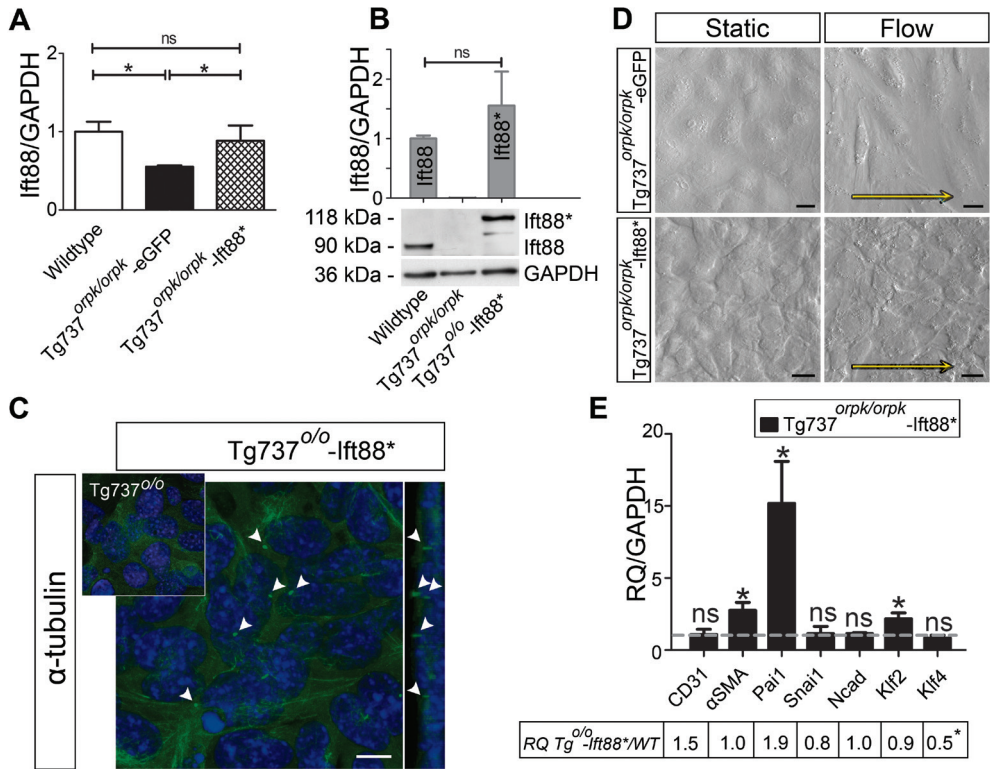 A
ns
*
*
Ift88/GAPDH
2
1
0
Wildtype
Tg737orpk/orpk-eGFP
Tg737orpk/orpk-Ift88*
B
ns
Ift88/GAPDH
2
1
0
Ift88
Ift88*
118 kDa -
90 kDa -
36 kDa -
Ift88*
Ift88
GAPDH
Wildtype
Tg737orpk/orpk
Tg737o/o-Ift88*
C
Tg737o/o-Ift88*
Tg737o/o
α-tubulin
D
Static
Flow
Tg737orpk/orpk-eGFP
Tg737orpk/orpk-Ift88*
E
Tg737orpk/orpk-Ift88*
RQ/GAPDH
20
15
5
1
0
ns
*
*
ns
ns
*
ns
CD31
αSMA
Pai1
Snai1
Ncad
Klf2
Klf4
RQ Tgo/o-Ift88*/WT 1.5 1.0 1.9 0.8 1.0 0.9 0.5*